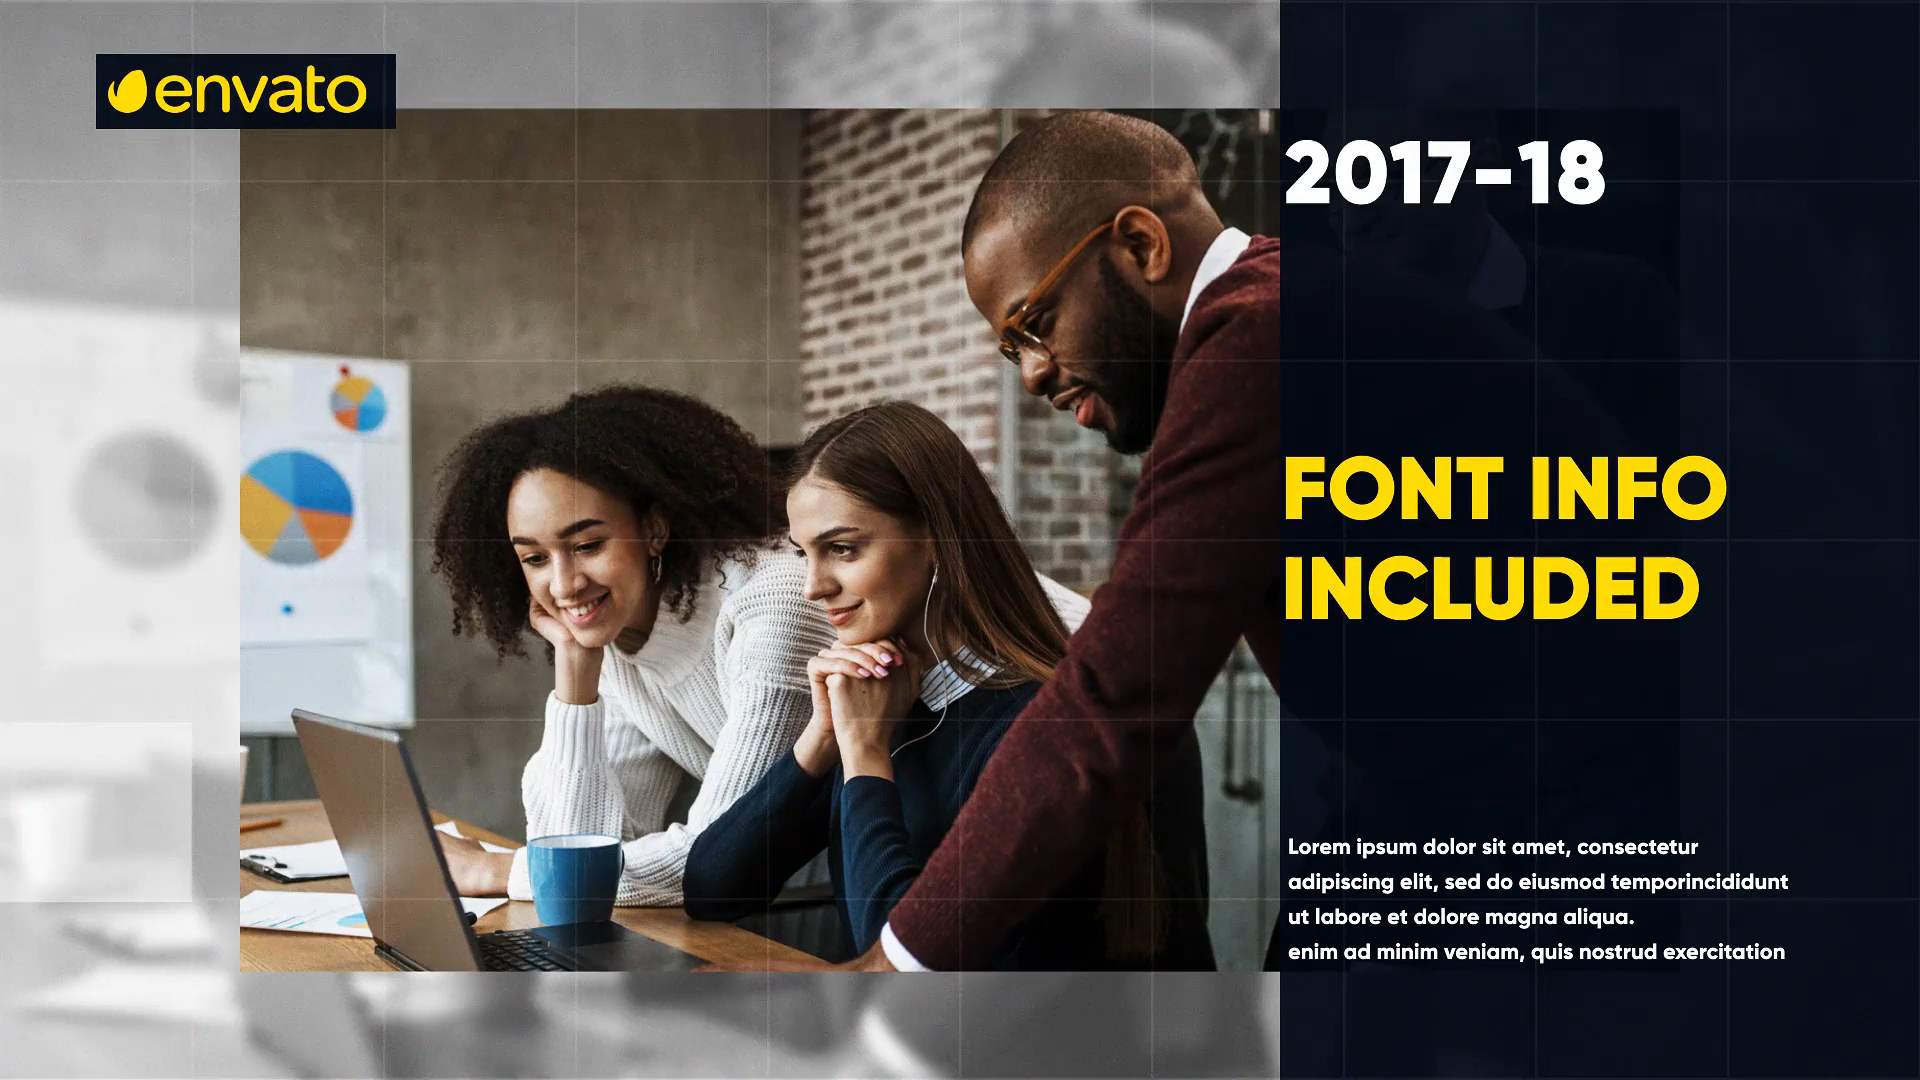 envato
2017-18
FONT INFO
INCLUDED
Lorem ipsum dolor sit amet, consectetur
adipiscing elit, sed do eiusmod temporincididunt
ut labore et dolore magna aliqua.
enim ad minim veniam, quis nostrud exercitation